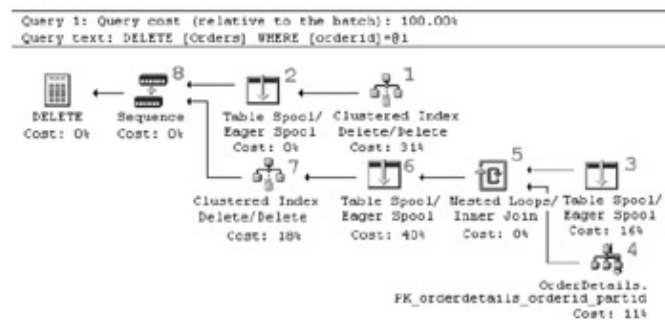 Query 1: Query cost (relative to the batch): 100.00%
Query text: DELETE [Orders] WHERE [orderid]=@1
8
2
1
DELETE
Cost: 0%
Sequence
Cost: 0%
Table Spool/
Eager Spool
Cost: 0%
Clustered Index
Delete/Delete
Cost: 31%
7
6
5
3
Clustered Index
Delete/Delete
Cost: 18%
Table Spool/
Eager Spool
Cost: 40%
Nested Loops/
Inner Join
Cost: 0%
Table Spool/
Eager Spool
Cost: 16%
4
OrderDetails.
PK_orderdetails_orderid_partid
Cost: 11%